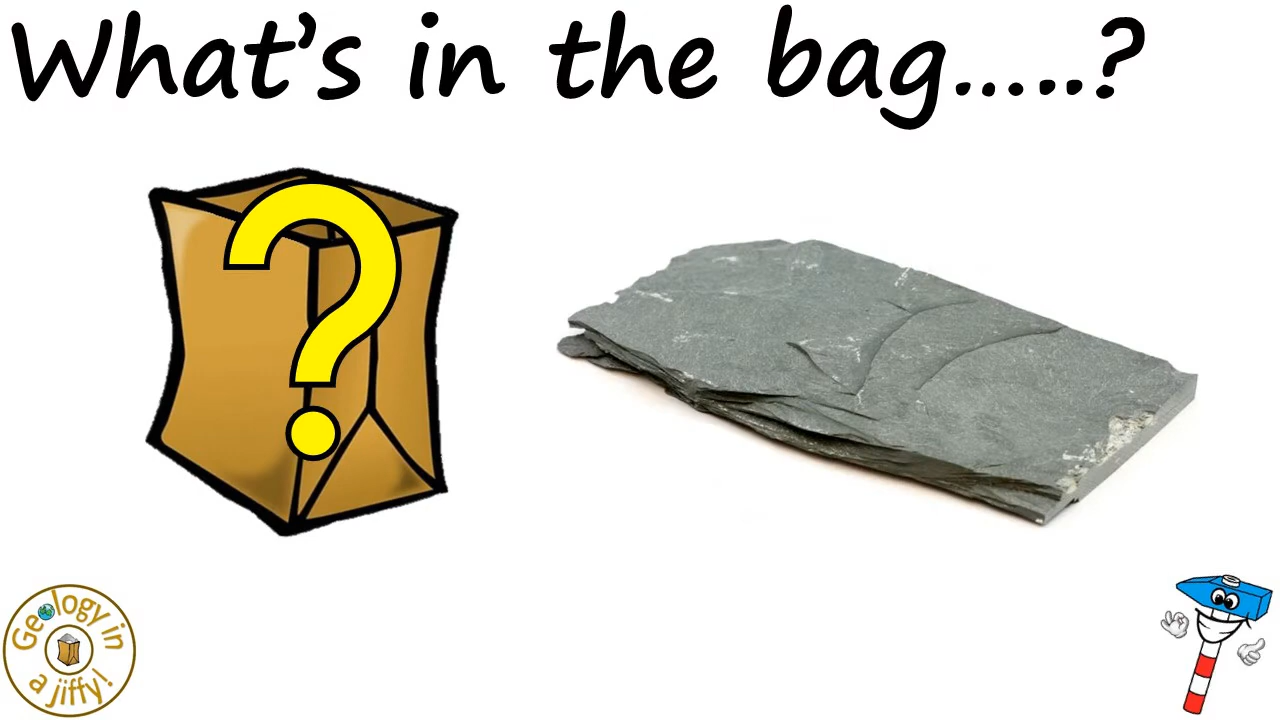 What's in the bag.....?
?
Geology in
a jiffy!